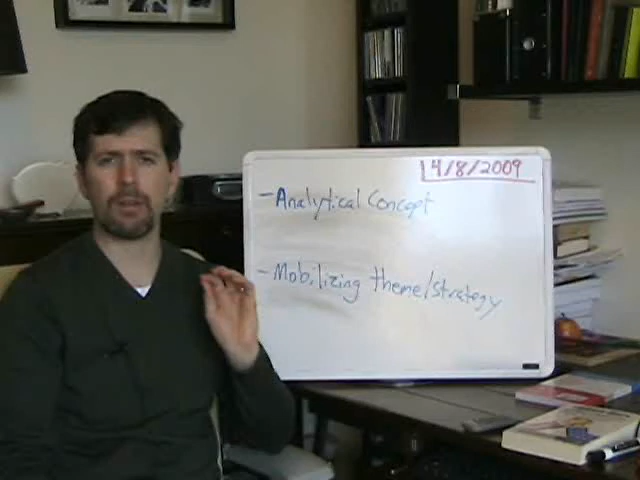 4/8/2009
- Analytical Concept
- Mobilizing theme/strategy